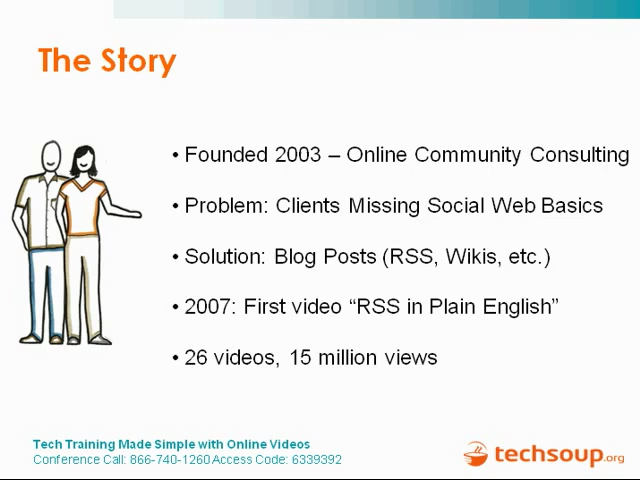 The Story
• Founded 2003 – Online Community Consulting
• Problem: Clients Missing Social Web Basics
• Solution: Blog Posts (RSS, Wikis, etc.)
• 2007: First video “RSS in Plain English”
• 26 videos, 15 million views
Tech Training Made Simple with Online Videos
Conference Call: 866-740-1260 Access Code: 6339392
techsoup.org